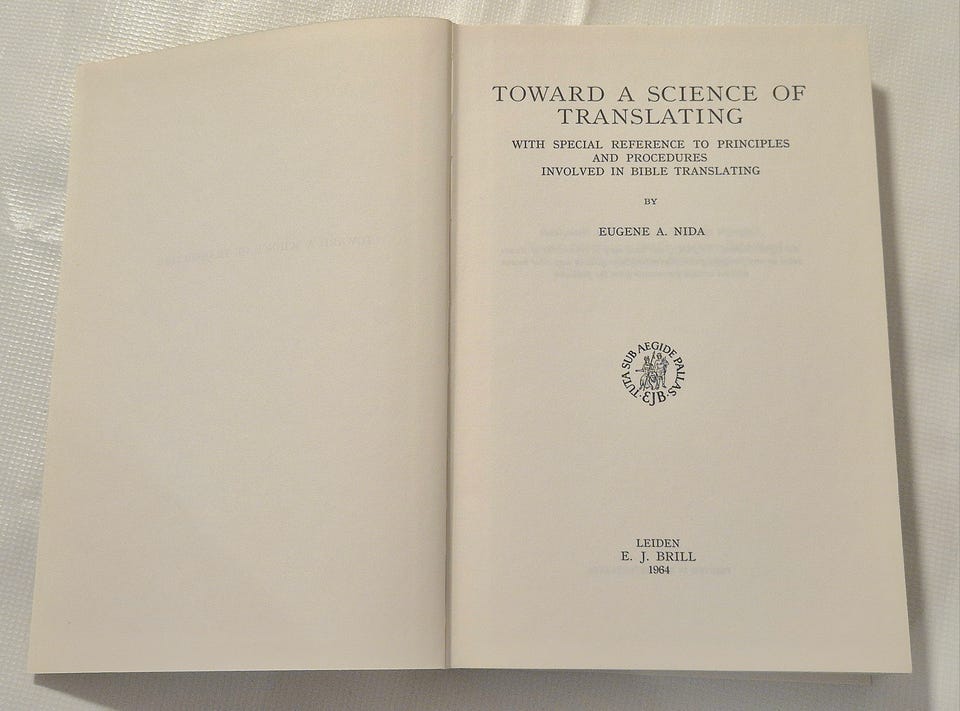 TOWARD A SCIENCE OF
TRANSLATING
WITH SPECIAL REFERENCE TO PRINCIPLES
AND PROCEDURES
INVOLVED IN BIBLE TRANSLATING
BY
EUGENE A. NIDA
TUTA SUB AEGIDE PALLAS
·EJB·
LEIDEN
E. J. BRILL
1964